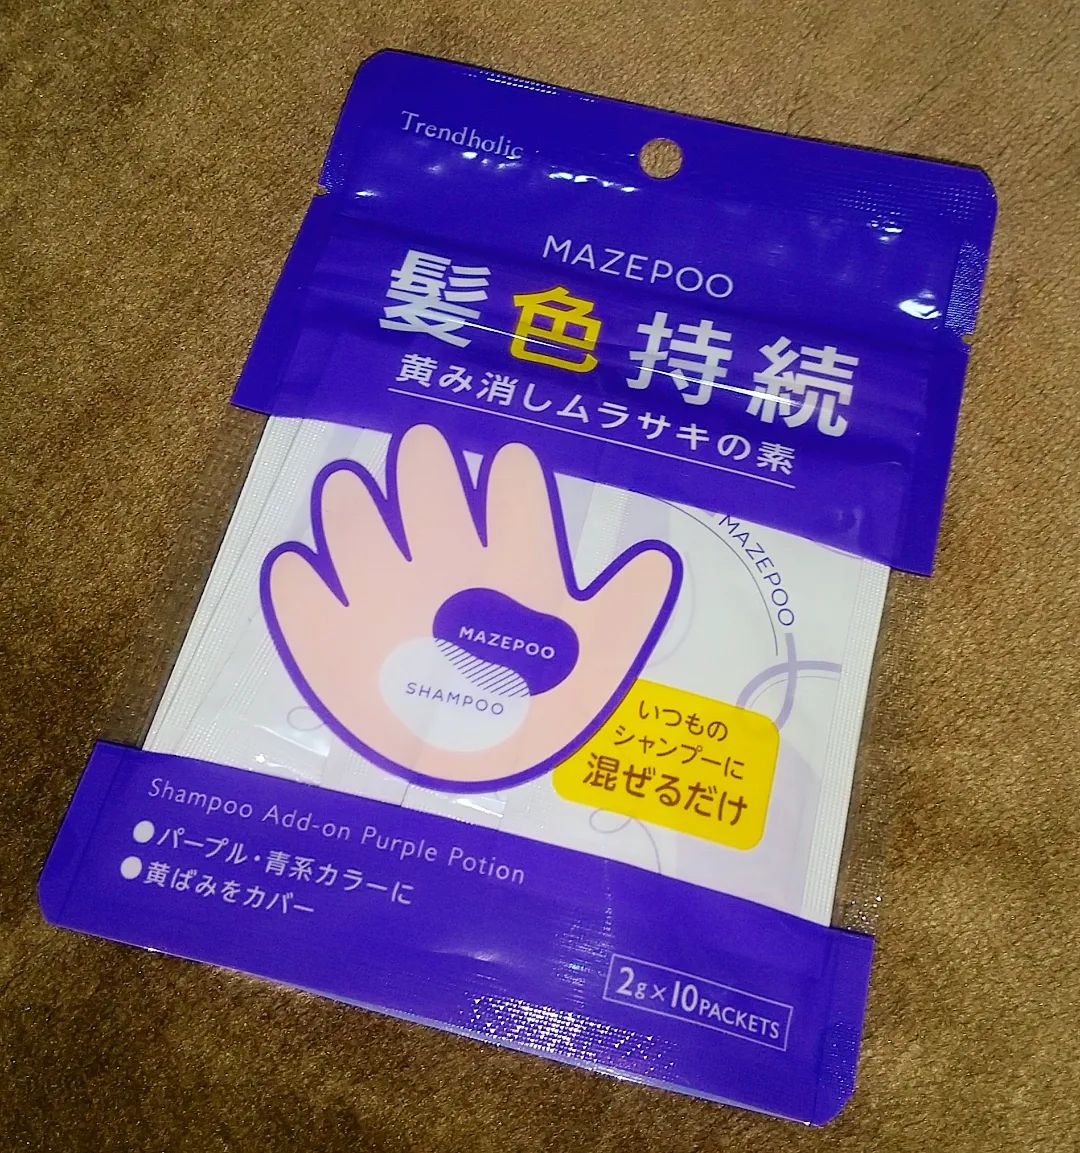 Trendholic
MAZEPOO
髪色持続
黄み消しムラサキの素
MAZEPOO
MAZEPOO
SHAMPOO
いつもの
シャンプーに
混ぜるだけ
Shampoo Add-on Purple Potion
●パープル・青系カラーに
●黄ばみをカバー
2g×10PACKETS